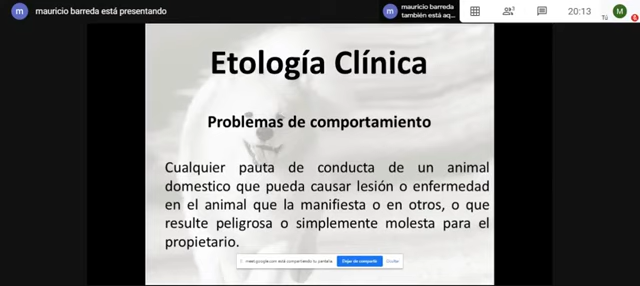 mauricio barreda está presentando
mauricio barreda
también está aq...
3
20:13
Tú
M
Etología Clínica
Problemas de comportamiento
Cualquier pauta de conducta de un animal
domestico que pueda causar lesión o enfermedad
en el animal que la manifiesta o en otros, o que
resulte peligrosa o simplemente molesta para el
propietario.
meet.google.com está compartiendo tu pantalla.
Dejar de compartir
Ocultar